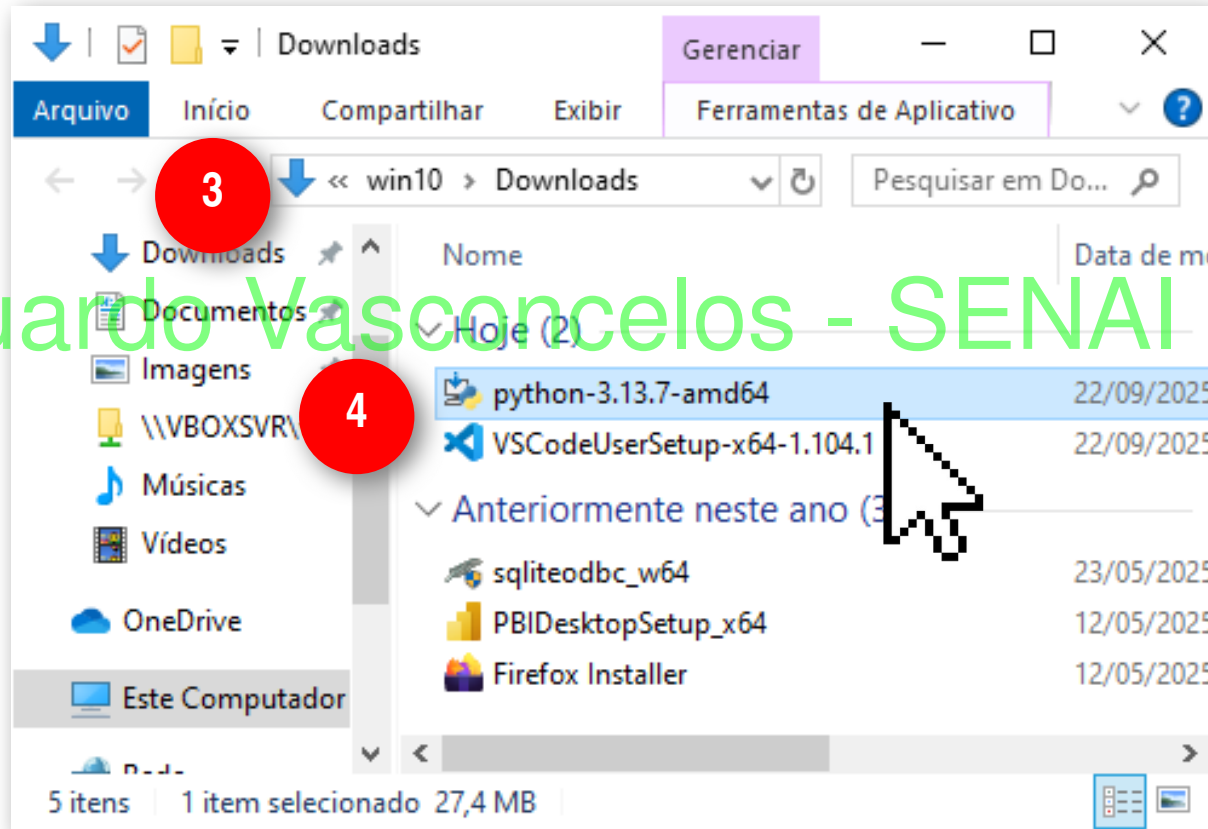 Downloads
Gerenciar
Arquivo Início Compartilhar Exibir Ferramentas de Aplicativo ?
3
« win10 > Downloads Pesquisar em Do...
Downloads
Documentos
Imagens
\\VBOXSVR\
Músicas
Vídeos
OneDrive
Este Computador
Nome Data de
uardo Vasconcelos - SENAI
Hoje (2)
4
python-3.13.7-amd64 22/09/2025
VSCodeUserSetup-x64-1.104.1 22/09/2025
Anteriormente neste ano (3
sqliteodbc_w64 23/05/2025
PBIDesktopSetup_x64 12/05/2025
Firefox Installer 12/05/2025
5 itens 1 item selecionado 27,4 MB